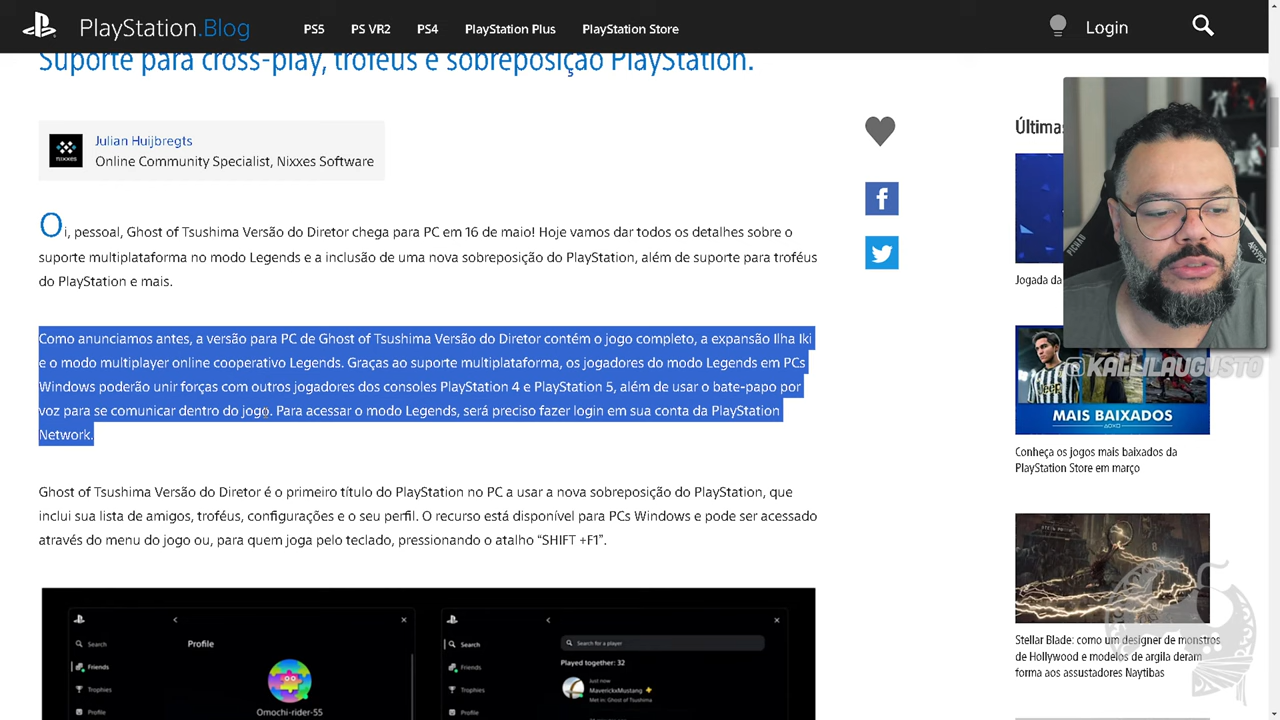 PlayStation.Blog
PS5
PS VR2
PS4
PlayStation Plus
PlayStation Store
Login
Suporte para cross-play, troféus e sobreposição PlayStation.
Julian Huijbregts
Online Community Specialist, Nixxes Software
NIXXES
Oi, pessoal, Ghost of Tsushima Versão do Diretor chega para PC em 16 de maio! Hoje vamos dar todos os detalhes sobre o
suporte multiplataforma no modo Legends e a inclusão de uma nova sobreposição do PlayStation, além de suporte para troféus
do PlayStation e mais.
Como anunciamos antes, a versão para PC de Ghost of Tsushima Versão do Diretor contém o jogo completo, a expansão Ilha Iki
e o modo multiplayer online cooperativo Legends. Graças ao suporte multiplataforma, os jogadores do modo Legends em PCs
Windows poderão unir forças com outros jogadores dos consoles PlayStation 4 e PlayStation 5, além de usar o bate-papo por
voz para se comunicar dentro do jogo. Para acessar o modo Legends, será preciso fazer login em sua conta da PlayStation
Network.
Ghost of Tsushima Versão do Diretor é o primeiro título do PlayStation no PC a usar a nova sobreposição do PlayStation, que
inclui sua lista de amigos, troféus, configurações e o seu perfil. O recurso está disponível para PCs Windows e pode ser acessado
através do menu do jogo ou, para quem joga pelo teclado, pressionando o atalho “SHIFT +F1”.
Search
Friends
Trophies
Profile
Profile
Omochi-rider-55
Search
Friends
Trophies
Profile
Search for a player
Played together: 32
Just now
MaverickxMustang
Met in: Ghost of Tsushima
Última
Jogada da
PICHAU
@KALLILAUGUSTO
MAIS BAIXADOS
Conheça os jogos mais baixados da
PlayStation Store em março
Stellar Blade: como um designer de monstros
de Hollywood e modelos de argila deram
forma aos assustadores Naytibas